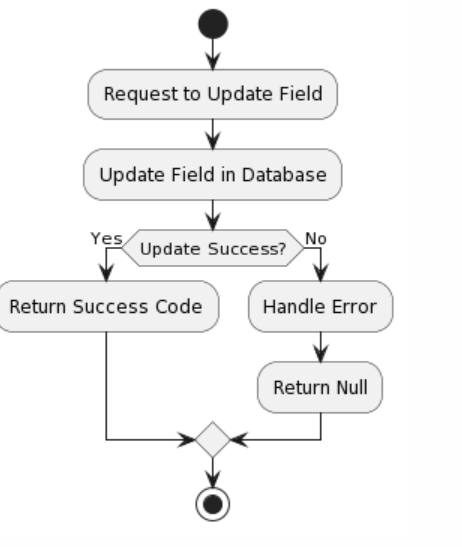 Request to Update Field
Update Field in Database
Yes
Update Success?
No
Return Success Code
Handle Error
Return Null